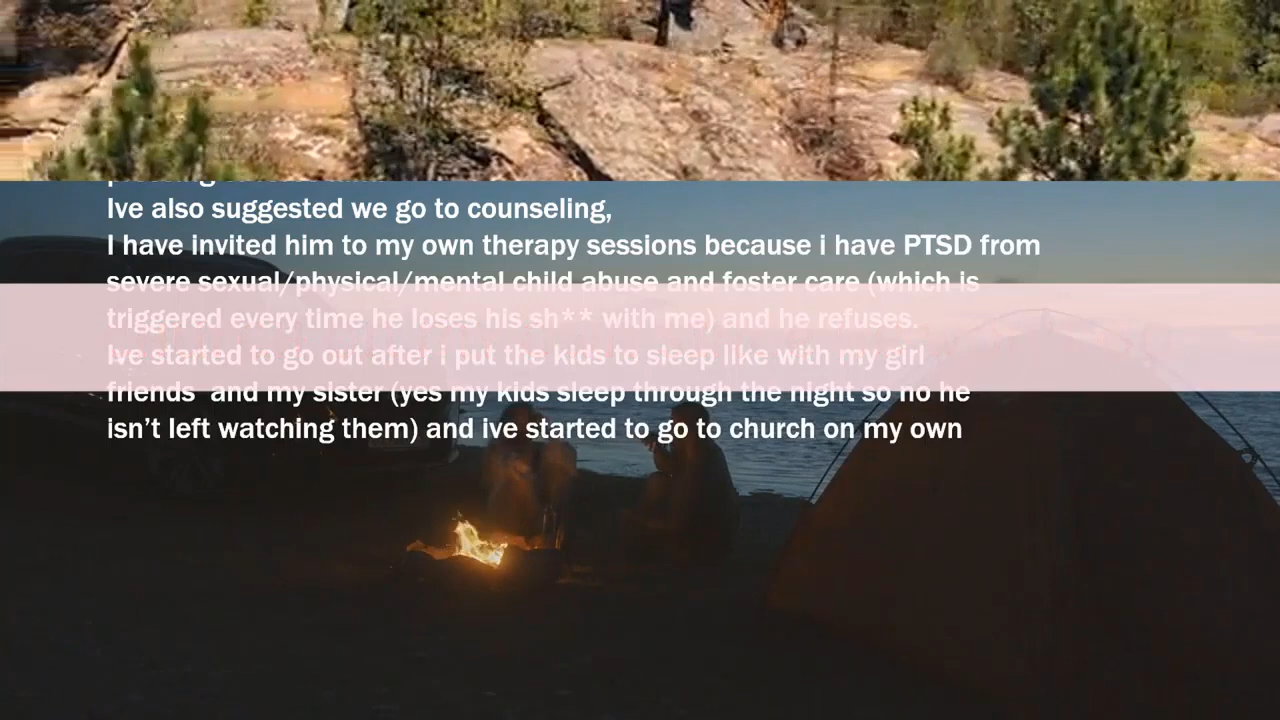 Ive also suggested we go to counseling,
I have invited him to my own therapy sessions because i have PTSD from
severe sexual/physical/mental child abuse and foster care (which is
triggered every time he loses his sh** with me) and he refuses.
Ive started to go out after i put the kids to sleep like with my girl
friends  and my sister (yes my kids sleep through the night so no he
isn’t left watching them) and ive started to go to church on my own